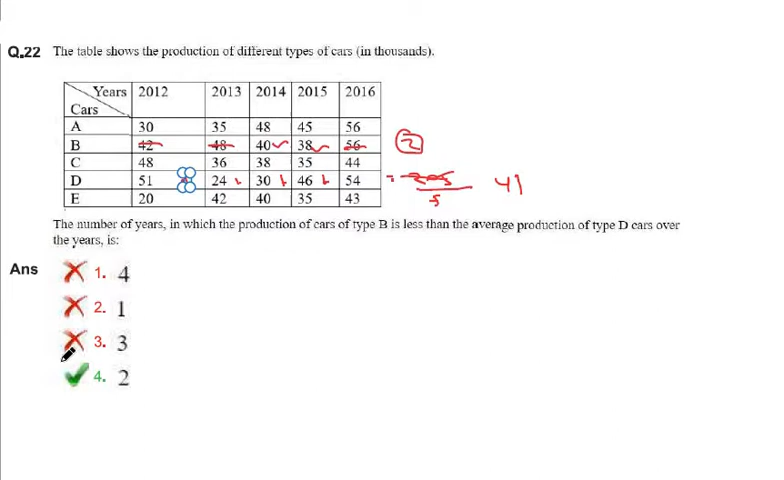 Q.22 The table shows the production of different types of cars (in thousands).
Years 2012 2013 2014 2015 2016
Cars
A 30 35 48 45 56
B 42 48 40 38 56 2
C 48 36 38 35 44
D 51 24 30 46 54 = 205/5 41
E 20 42 40 35 43
The number of years, in which the production of cars of type B is less than the average production of type D cars over
the years, is:
Ans 1. 4
2. 1
3. 3
4. 2